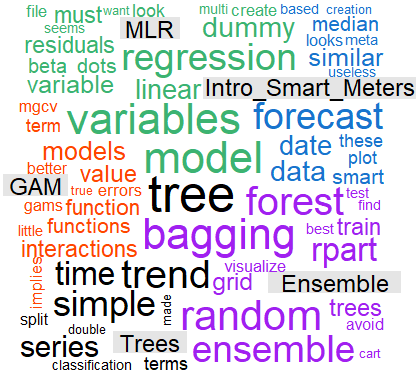 file must want look multi create based creation
seems MLR dummy median
residuals looks meta
beta dots regression similar
variable linear Intro_Smart_Meters useless
mgcv variables forecast
term model date these
models data plot
better value smart
GAM true errors tree forest test
gams function find
little functions bagging best train
interactions rpart
implies time trend visualize
grid Ensemble
simple made random trees
split avoid
double
series Trees ensemble cart
classification terms